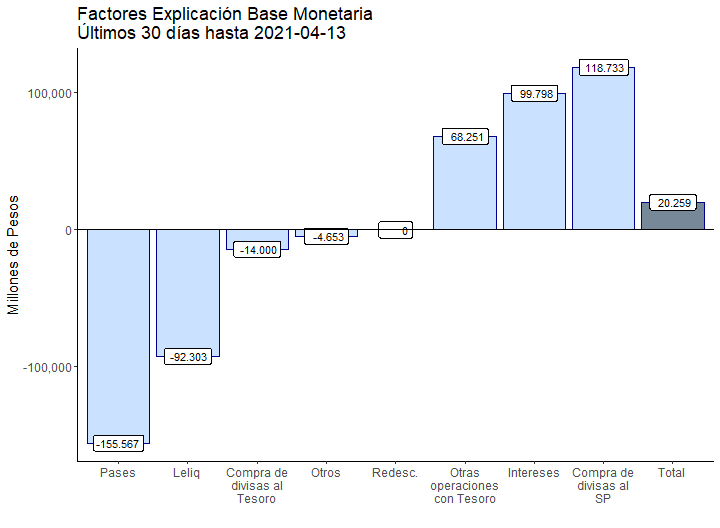 Factores Explicación Base Monetaria
Últimos 30 días hasta 2021-04-13
Millones de Pesos
100,000
0
-100,000
-155.567
-92.303
-14.000
-4.653
0
68.251
99.798
118.733
20.259
Pases
Leliq
Compra de
divisas al
Tesoro
Otros
Redesc.
Otras
operaciones
con Tesoro
Intereses
Compra de
divisas al
SP
Total